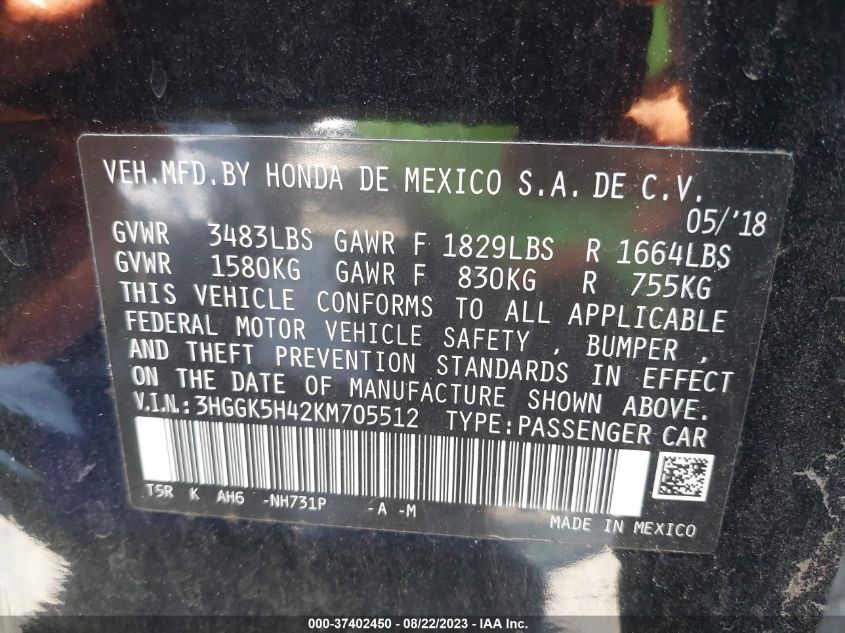 VEH.MFD.BY HONDA DE MEXICO S.A. DE C.V.
05/'18
GVWR 3483LBS GAWR F 1829LBS R 1664LBS
GVWR 1580KG GAWR F 830KG R 755KG
THIS VEHICLE CONFORMS TO ALL APPLICABLE
FEDERAL MOTOR VEHICLE SAFETY , BUMPER ,
AND THEFT PREVENTION STANDARDS IN EFFECT
ON THE DATE OF MANUFACTURE SHOWN ABOVE.
V.I.N.:3HGGK5H42KM705512 TYPE:PASSENGER CAR
T5R K AH6 -NH731P -A -M
MADE IN MEXICO
000-37402450 - 08/22/2023 - IAA Inc.